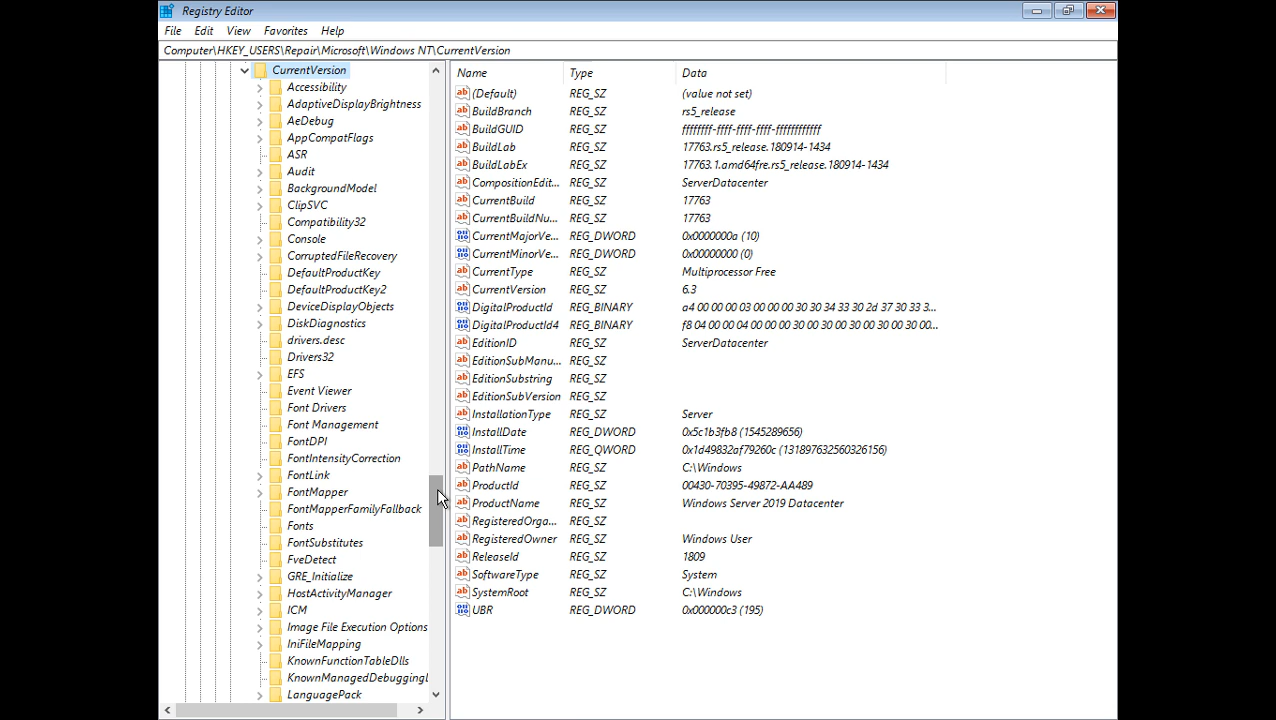 Registry Editor
File Edit View Favorites Help
Computer\HKEY_USERS\Repair\Microsoft\Windows NT\CurrentVersion
CurrentVersion
Accessibility
AdaptiveDisplayBrightness
AeDebug
AppCompatFlags
ASR
Audit
BackgroundModel
ClipSVC
Compatibility32
Console
CorruptedFileRecovery
DefaultProductKey
DefaultProductKey2
DeviceDisplayObjects
DiskDiagnostics
drivers.desc
Drivers32
EFS
Event Viewer
Font Drivers
Font Management
FontDPI
FontIntensityCorrection
FontLink
FontMapper
FontMapperFamilyFallback
Fonts
FontSubstitutes
FveDetect
GRE_Initialize
HostActivityManager
ICM
Image File Execution Options
IniFileMapping
KnownFunctionTableDlls
KnownManagedDebuggingL
LanguagePack
Name Type Data
(Default) REG_SZ (value not set)
BuildBranch REG_SZ rs5_release
BuildGUID REG_SZ ffffffff-ffff-ffff-ffff-ffffffffffff
BuildLab REG_SZ 17763.rs5_release.180914-1434
BuildLabEx REG_SZ 17763.1.amd64fre.rs5_release.180914-1434
CompositionEdit... REG_SZ ServerDatacenter
CurrentBuild REG_SZ 17763
CurrentBuildNu... REG_SZ 17763
CurrentMajorVe... REG_DWORD 0x0000000a (10)
CurrentMinorVe... REG_DWORD 0x00000000 (0)
CurrentType REG_SZ Multiprocessor Free
CurrentVersion REG_SZ 6.3
DigitalProductId REG_BINARY a4 00 00 00 03 00 00 00 30 30 34 33 30 2d 37 30 33 3...
DigitalProductId4 REG_BINARY f8 04 00 00 04 00 00 00 30 00 30 00 30 00 30 00 30 00...
EditionID REG_SZ ServerDatacenter
EditionSubManu... REG_SZ
EditionSubstring REG_SZ
EditionSubVersion REG_SZ
InstallationType REG_SZ Server
InstallDate REG_DWORD 0x5c1b3fb8 (1545289656)
InstallTime REG_QWORD 0x1d49832af79260c (131897632560326156)
PathName REG_SZ C:\Windows
ProductId REG_SZ 00430-70395-49872-AA489
ProductName REG_SZ Windows Server 2019 Datacenter
RegisteredOrga... REG_SZ
RegisteredOwner REG_SZ Windows User
ReleaseId REG_SZ 1809
SoftwareType REG_SZ System
SystemRoot REG_SZ C:\Windows
UBR REG_DWORD 0x000000c3 (195)